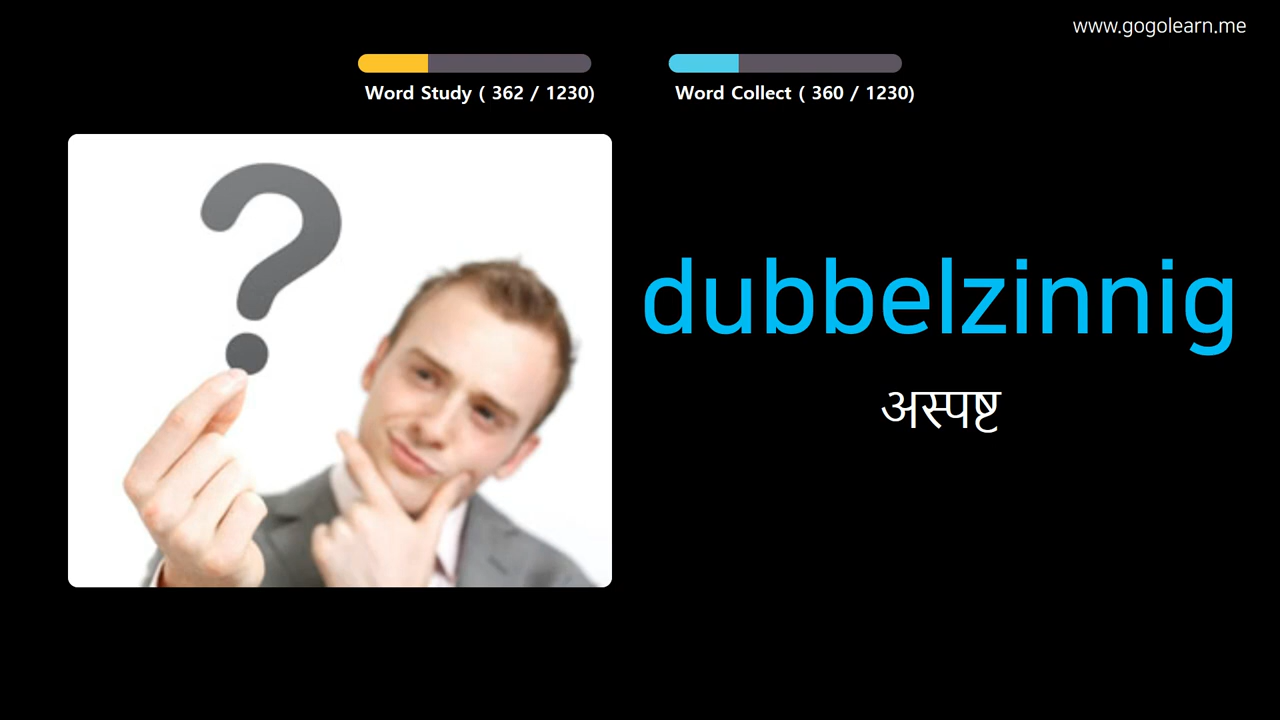 www.gogolearn.me
Word Study ( 362 / 1230)
Word Collect ( 360 / 1230)
?
dubbelzinnig
अस्पष्ट